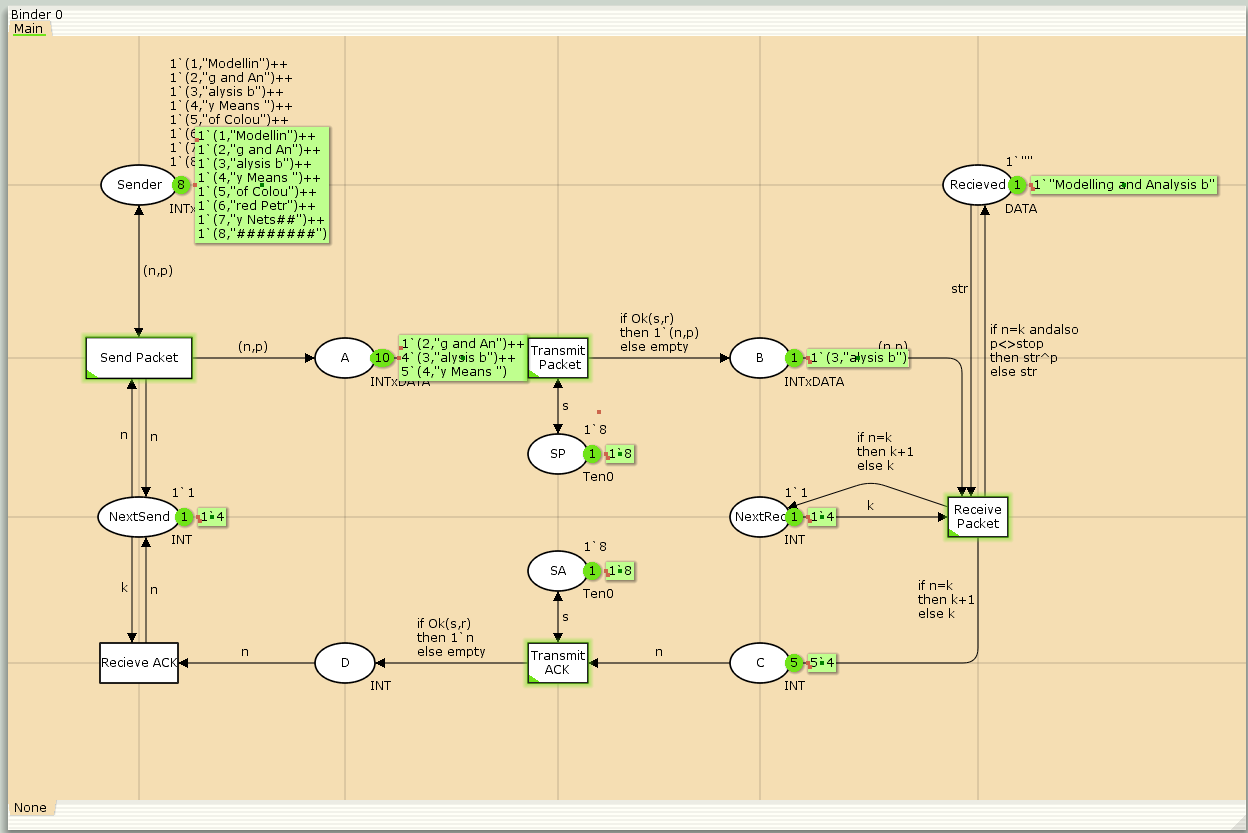 Binder 0
Main
1`(1,"Modellin")++
1`(2,"g and An")++
1`(3,"alysis b")++
1`(4,"y Means ")++
1`(5,"of Colou")++
1`(6
1`(7
1`(8
1`(1,"Modellin")++
1`(2,"g and An")++
1`(3,"alysis b")++
1`(4,"y Means ")++
1`(5,"of Colou")++
1`(6,"red Petr")++
1`(7,"y Nets##")++
1`(8,"########")
Sender
8
INTx
1`""
Recieved
1
1`"Modelling and Analysis b"
DATA
(n,p)
str
if n=k andalso
p<>stop
then str^p
else str
Send Packet
(n,p)
A
10
1`(2,"g and An")++
4`(3,"alysis b")++
5`(4,"y Means ")
INTxDATA
Transmit
Packet
if Ok(s,r)
then 1`(n,p)
else empty
B
1
1`(3,"alysis b")
(n,p)
INTxDATA
s
1`8
SP
1
1`8
Ten0
n
n
if n=k
then k+1
else k
1`1
NextSend
1
1`4
INT
1`1
NextRec
1
1`4
INT
k
Receive
Packet
1`8
SA
1
1`8
Ten0
k
n
s
if n=k
then k+1
else k
if Ok(s,r)
then 1`n
else empty
Recieve ACK
n
D
INT
Transmit
ACK
n
C
5
5`4
INT
None